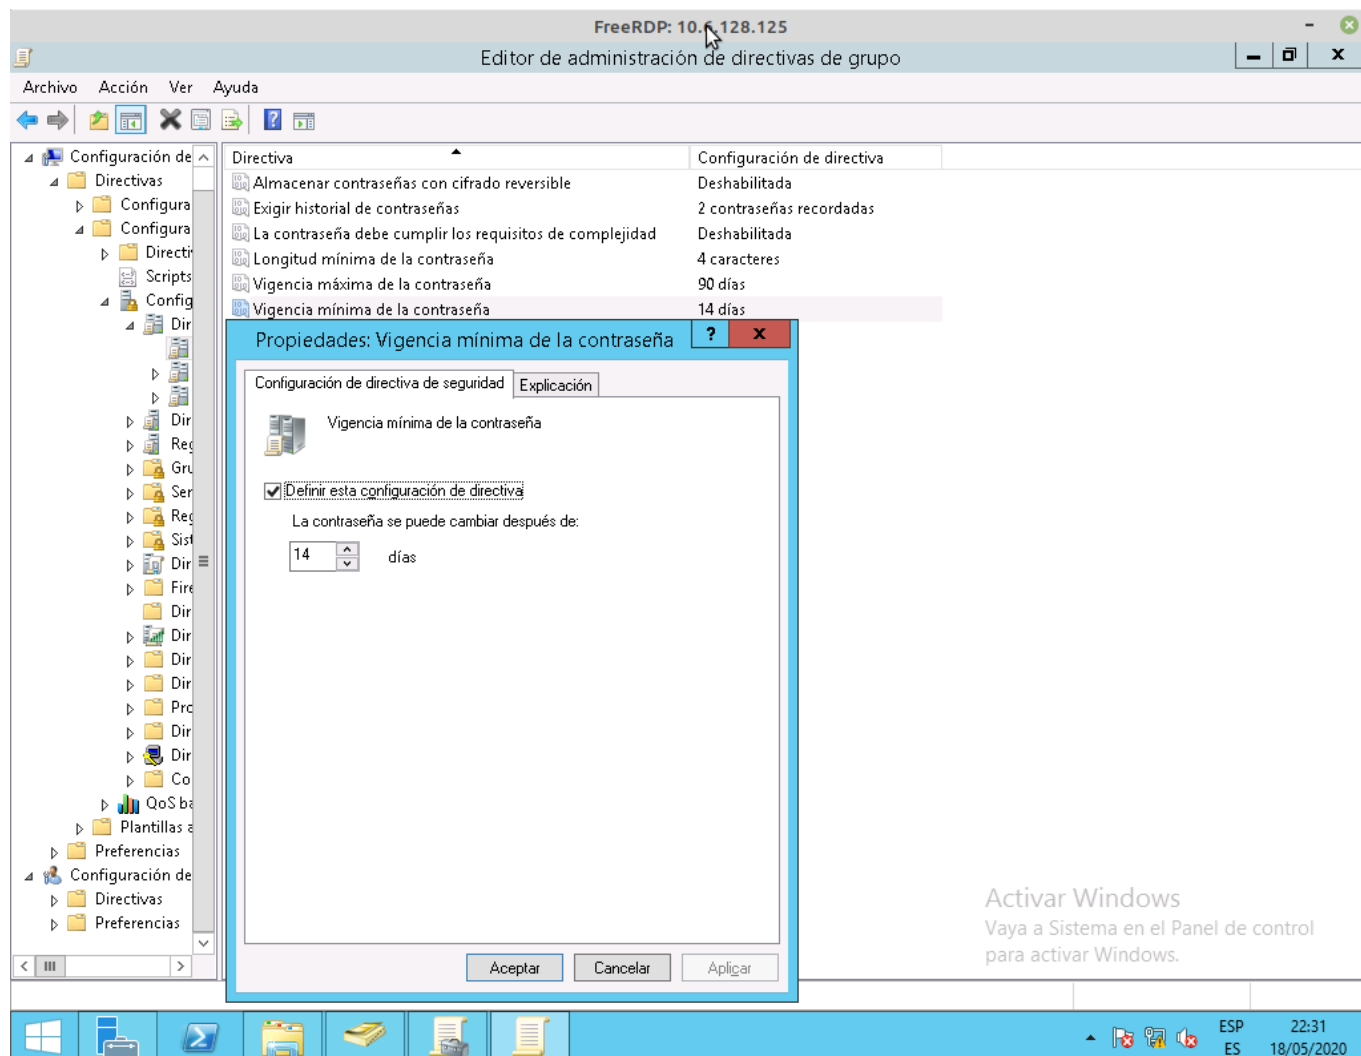 FreeRDP: 10.6.128.125
Editor de administración de directivas de grupo
Archivo Acción Ver Ayuda
Configuración de
Directivas
Configura
Configura
Directiv
Scripts
Config
Dir
Dir
Reg
Gru
Ser
Reg
Sist
Dir
Fire
Dir
Dir
Dir
Dir
Pro
Dir
Dir
Co
QoS ba
Plantillas a
Preferencias
Configuración de
Directivas
Preferencias
Directiva Configuración de directiva
Almacenar contraseñas con cifrado reversible Deshabilitada
Exigir historial de contraseñas 2 contraseñas recordadas
La contraseña debe cumplir los requisitos de complejidad Deshabilitada
Longitud mínima de la contraseña 4 caracteres
Vigencia máxima de la contraseña 90 días
Vigencia mínima de la contraseña 14 días
Propiedades: Vigencia mínima de la contraseña ? x
Configuración de directiva de seguridad Explicación
Vigencia mínima de la contraseña
Definir esta configuración de directiva
La contraseña se puede cambiar después de:
14 días
Aceptar Cancelar Aplicar
Activar Windows
Vaya a Sistema en el Panel de control
para activar Windows.
ESP 22:31
ES 18/05/2020